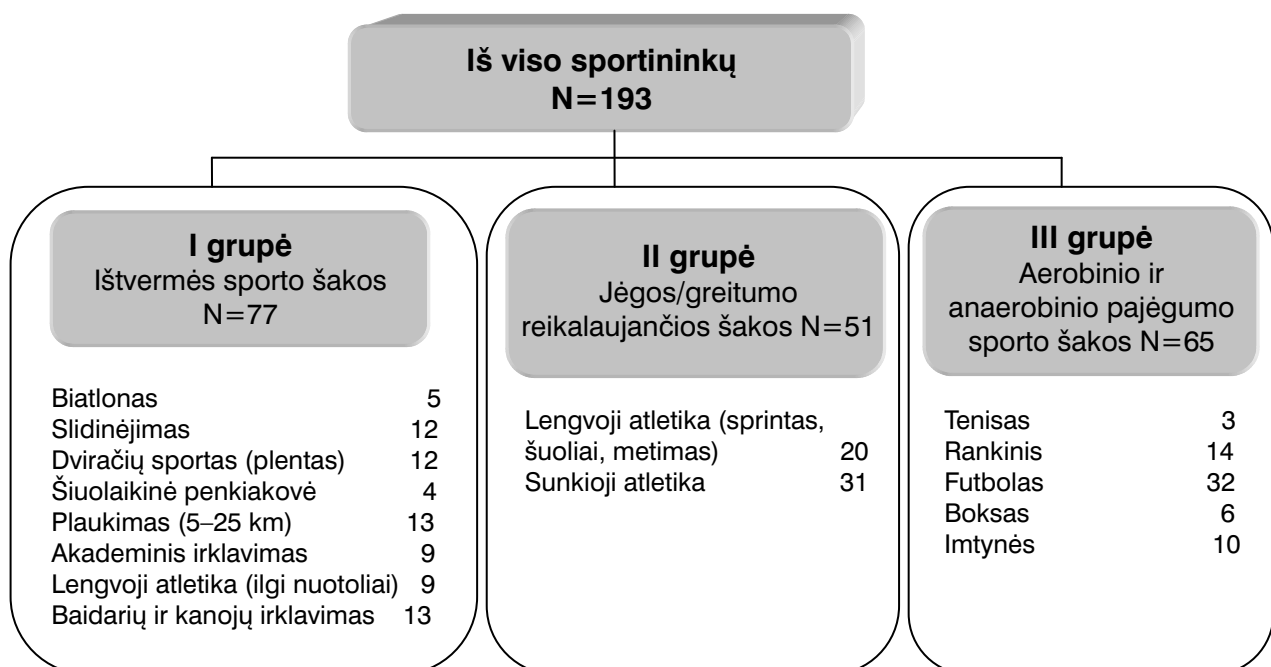 Iš viso sportininkų
N=193
I grupė
Ištvermės sporto šakos
N=77
Biatlonas 5
Slidinėjimas 12
Dviračių sportas (plentas) 12
Šiuolaikinė penkiakovė 4
Plaukimas (5–25 km) 13
Akademinis irklavimas 9
Lengvoji atletika (ilgi nuotoliai) 9
Baidarių ir kanojų irklavimas 13
II grupė
Jėgos/greitumo
reikalaujančios šakos N=51
Lengvoji atletika (sprintas,
šuoliai, metimas) 20
Sunkioji atletika 31
III grupė
Aerobinio ir
anaerobinio pajėgumo
sporto šakos N=65
Tenisas 3
Rankinis 14
Futbolas 32
Boksas 6
Imtynės 10